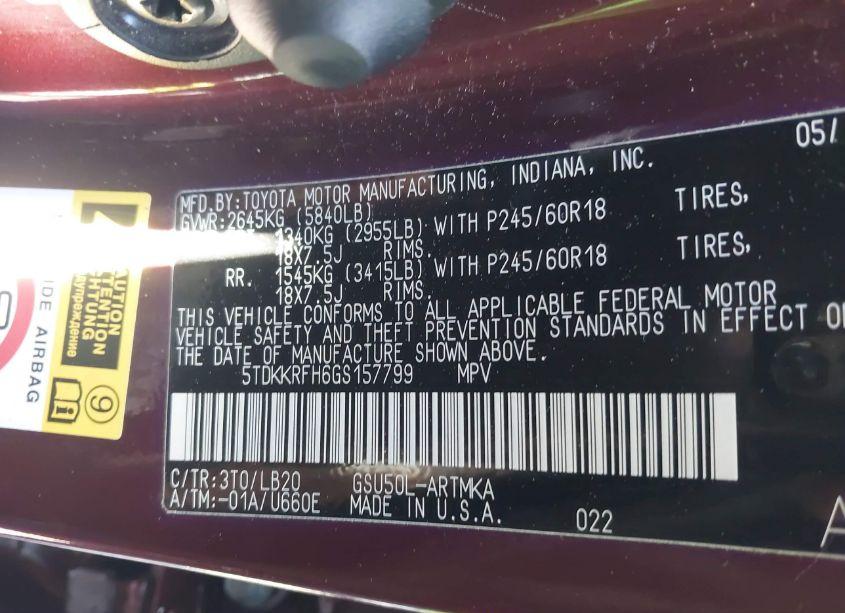 05/
MFD.BY:TOYOTA MOTOR MANUFACTURING, INDIANA, INC.
GVWR:2645KG (5840LB)
1340KG (2955LB) WITH P245/60R18 TIRES,
18X7.5J RIMS.
RR. 1545KG (3415LB) WITH P245/60R18 TIRES,
18X7.5J RIMS.
THIS VEHICLE CONFORMS TO ALL APPLICABLE FEDERAL MOTOR
VEHICLE SAFETY AND THEFT PREVENTION STANDARDS IN EFFECT O
THE DATE OF MANUFACTURE SHOWN ABOVE.
5TDKKRFH6GS157799 MPV
C/TR:3T0/LB20 GSU50L-ARTMKA
A/TM:-01A/U660E MADE IN U.S.A. 022
A
IDE AIRBAG
CAUTION
ATTENTION
ACHTUNG
9